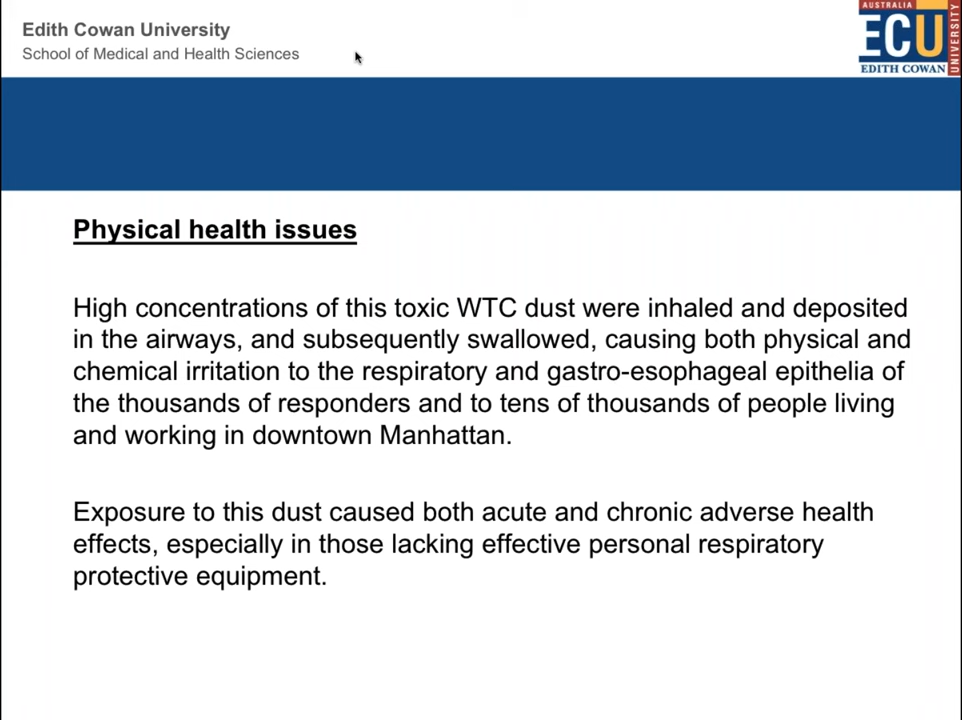 Edith Cowan University
School of Medical and Health Sciences
AUSTRALIA
ECU
EDITH COWAN
UNIVERSITY
Physical health issues
High concentrations of this toxic WTC dust were inhaled and deposited
in the airways, and subsequently swallowed, causing both physical and
chemical irritation to the respiratory and gastro-esophageal epithelia of
the thousands of responders and to tens of thousands of people living
and working in downtown Manhattan.
Exposure to this dust caused both acute and chronic adverse health
effects, especially in those lacking effective personal respiratory
protective equipment.